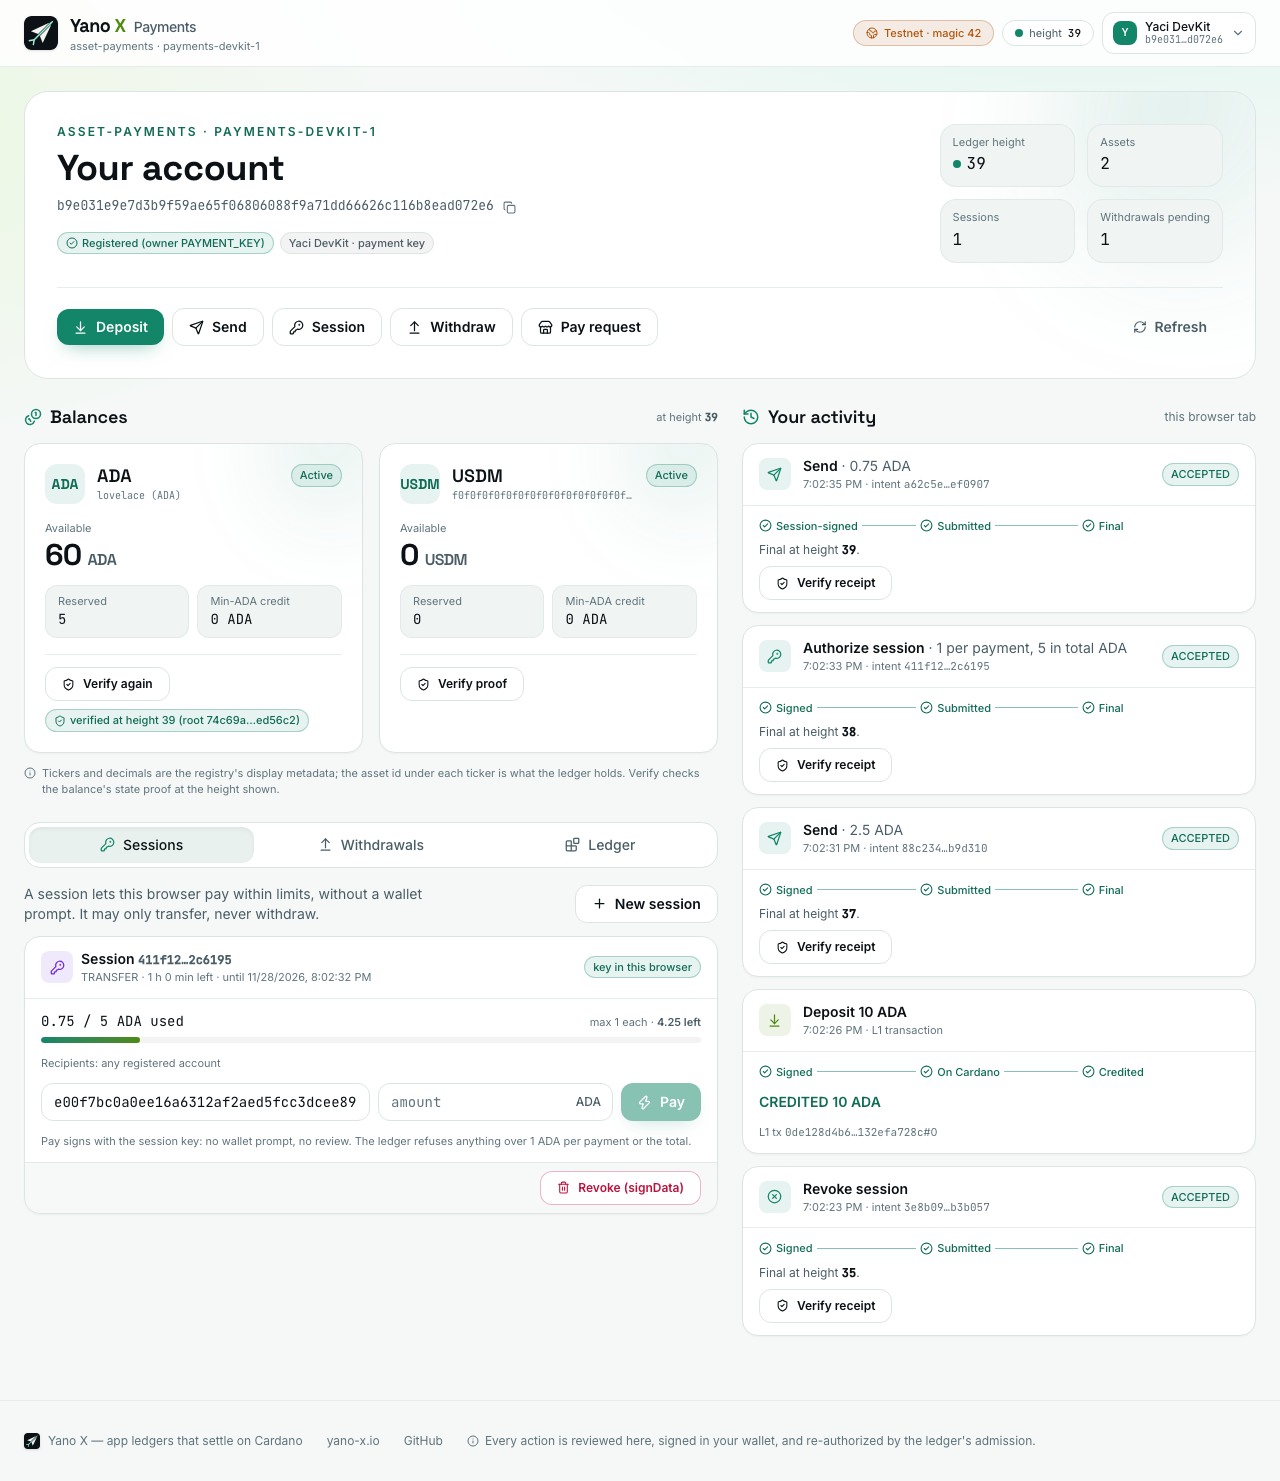 Yano X Payments
asset-payments · payments-devkit-1
Testnet · magic 42
height 39
Y
Yaci DevKit
b9e031…d072e6
ASSET-PAYMENTS · PAYMENTS-DEVKIT-1
Your account
b9e031e9e7d3b9f59ae65f06806088f9a71dd66626c116b8ead072e6
Registered (owner PAYMENT_KEY)
Yaci DevKit · payment key
Ledger height
39
Assets
2
Sessions
1
Withdrawals pending
1
Deposit
Send
Session
Withdraw
Pay request
Refresh
Balances
at height 39
ADA
ADA
lovelace (ADA)
Active
Available
60 ADA
Reserved
5
Min-ADA credit
0 ADA
Verify again
verified at height 39 (root 74c69a…ed56c2)
USDM
USDM
f0f0f0f0f0f0f0f0f0f0f0f0f0f…
Active
Available
0 USDM
Reserved
0
Min-ADA credit
0 ADA
Verify proof
Tickers and decimals are the registry's display metadata; the asset id under each ticker is what the ledger holds. Verify checks
the balance's state proof at the height shown.
Sessions
Withdrawals
Ledger
A session lets this browser pay within limits, without a wallet
prompt. It may only transfer, never withdraw.
New session
Session 411f12…2c6195
TRANSFER · 1 h 0 min left · until 11/28/2026, 8:02:32 PM
key in this browser
0.75 / 5 ADA used
max 1 each · 4.25 left
Recipients: any registered account
e00f7bc0a0ee16a6312af2aed5fcc3dcee89
amount
ADA
Pay
Pay signs with the session key: no wallet prompt, no review. The ledger refuses anything over 1 ADA per payment or the total.
Revoke (signData)
Your activity
this browser tab
Send · 0.75 ADA
7:02:35 PM · intent a62c5e…ef0907
ACCEPTED
Session-signed
Submitted
Final
Final at height 39.
Verify receipt
Authorize session · 1 per payment, 5 in total ADA
7:02:33 PM · intent 411f12…2c6195
ACCEPTED
Signed
Submitted
Final
Final at height 38.
Verify receipt
Send · 2.5 ADA
7:02:31 PM · intent 88c234…b9d310
ACCEPTED
Signed
Submitted
Final
Final at height 37.
Verify receipt
Deposit 10 ADA
7:02:26 PM · L1 transaction
Signed
On Cardano
Credited
CREDITED 10 ADA
L1 tx 0de128d4b6…132efa728c#0
Revoke session
7:02:23 PM · intent 3e8b09…b3b057
ACCEPTED
Signed
Submitted
Final
Final at height 35.
Verify receipt
Yano X — app ledgers that settle on Cardano
yano-x.io
GitHub
Every action is reviewed here, signed in your wallet, and re-authorized by the ledger's admission.